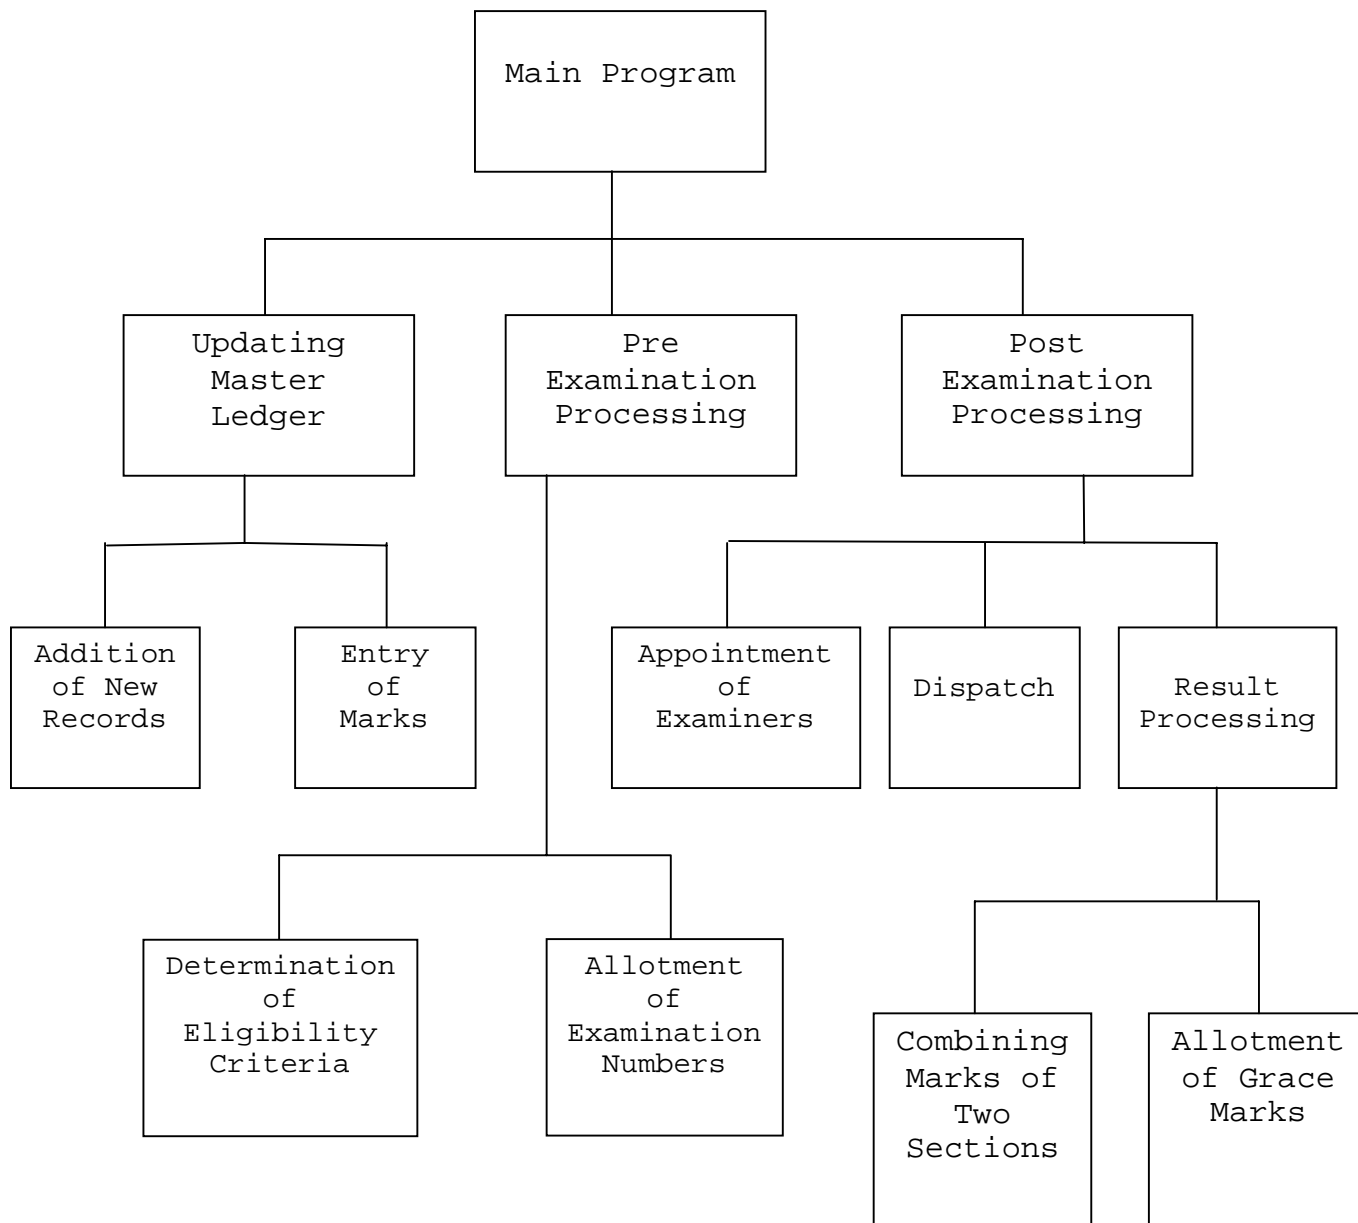 Main Program
Updating
Master
Ledger
Pre
Examination
Processing
Post
Examination
Processing
Addition
of New
Records
Entry
of
Marks
Appointment
of
Examiners
Dispatch
Result
Processing
Determination
of
Eligibility
Criteria
Allotment
of
Examination
Numbers
Combining
Marks of
Two
Sections
Allotment
of Grace
Marks